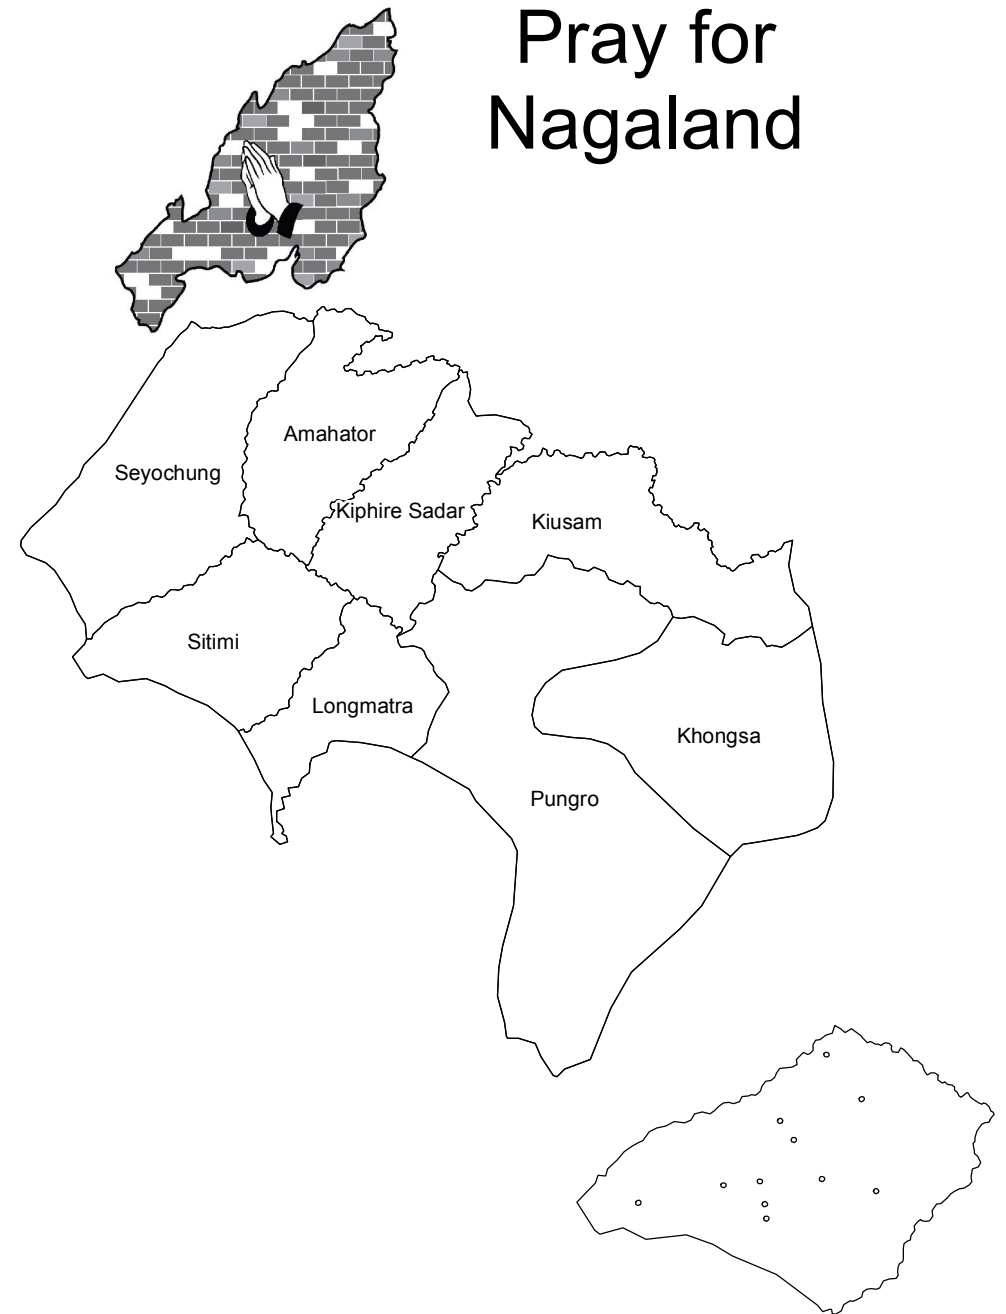 Pray for
Nagaland
Amahator
Seyochung
Kiphire Sadar
Kiusam
Sitimi
Longmatra
Khongsa
Pungro